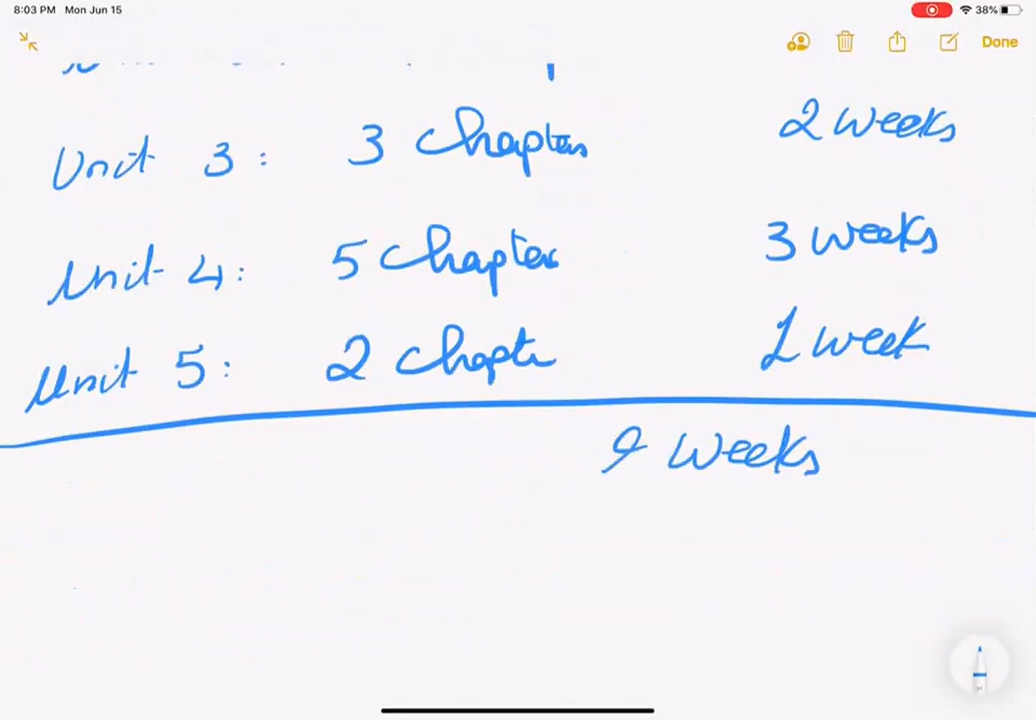 8:03 PM Mon Jun 15 38%
Done
Unit 3: 3 Chapters 2 weeks
Unit 4: 5 Chapters 3 weeks
Unit 5: 2 Chapte 1 week
9 weeks